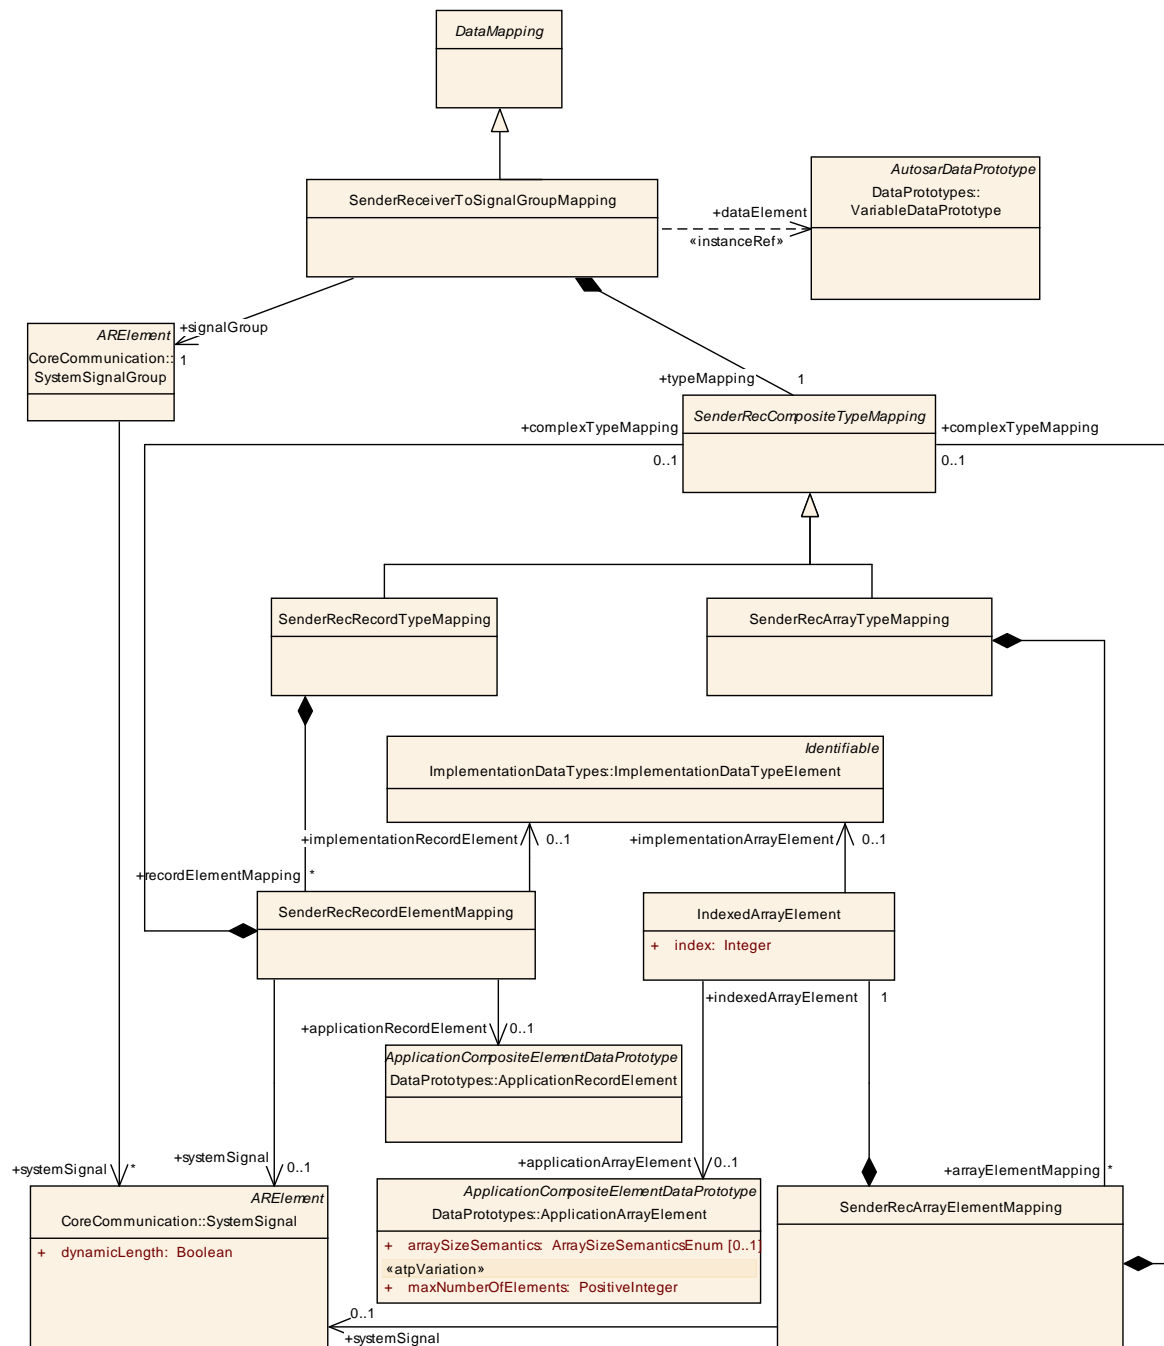 DataMapping
SenderReceiverToSignalGroupMapping
AutosarDataPrototype
DataPrototypes::
VariableDataPrototype
+dataElement
«instanceRef»
ARElement
CoreCommunication::
SystemSignalGroup
+signalGroup
1
+typeMapping
1
SenderRecCompositeTypeMapping
+complexTypeMapping
0..1
+complexTypeMapping
0..1
SenderRecRecordTypeMapping
SenderRecArrayTypeMapping
Identifiable
ImplementationDataTypes::ImplementationDataTypeElement
+implementationRecordElement
0..1
+implementationArrayElement
0..1
+recordElementMapping
*
SenderRecRecordElementMapping
IndexedArrayElement
+ index: Integer
+indexedArrayElement
1
+applicationRecordElement
0..1
ApplicationCompositeElementDataPrototype
DataPrototypes::ApplicationRecordElement
+systemSignal
*
+systemSignal
0..1
+applicationArrayElement
0..1
+arrayElementMapping
*
ARElement
CoreCommunication::SystemSignal
+ dynamicLength: Boolean
ApplicationCompositeElementDataPrototype
DataPrototypes::ApplicationArrayElement
+ arraySizeSemantics: ArraySizeSemanticsEnum [0..1]
«atpVariation»
+ maxNumberOfElements: PositiveInteger
SenderRecArrayElementMapping
0..1
+systemSignal